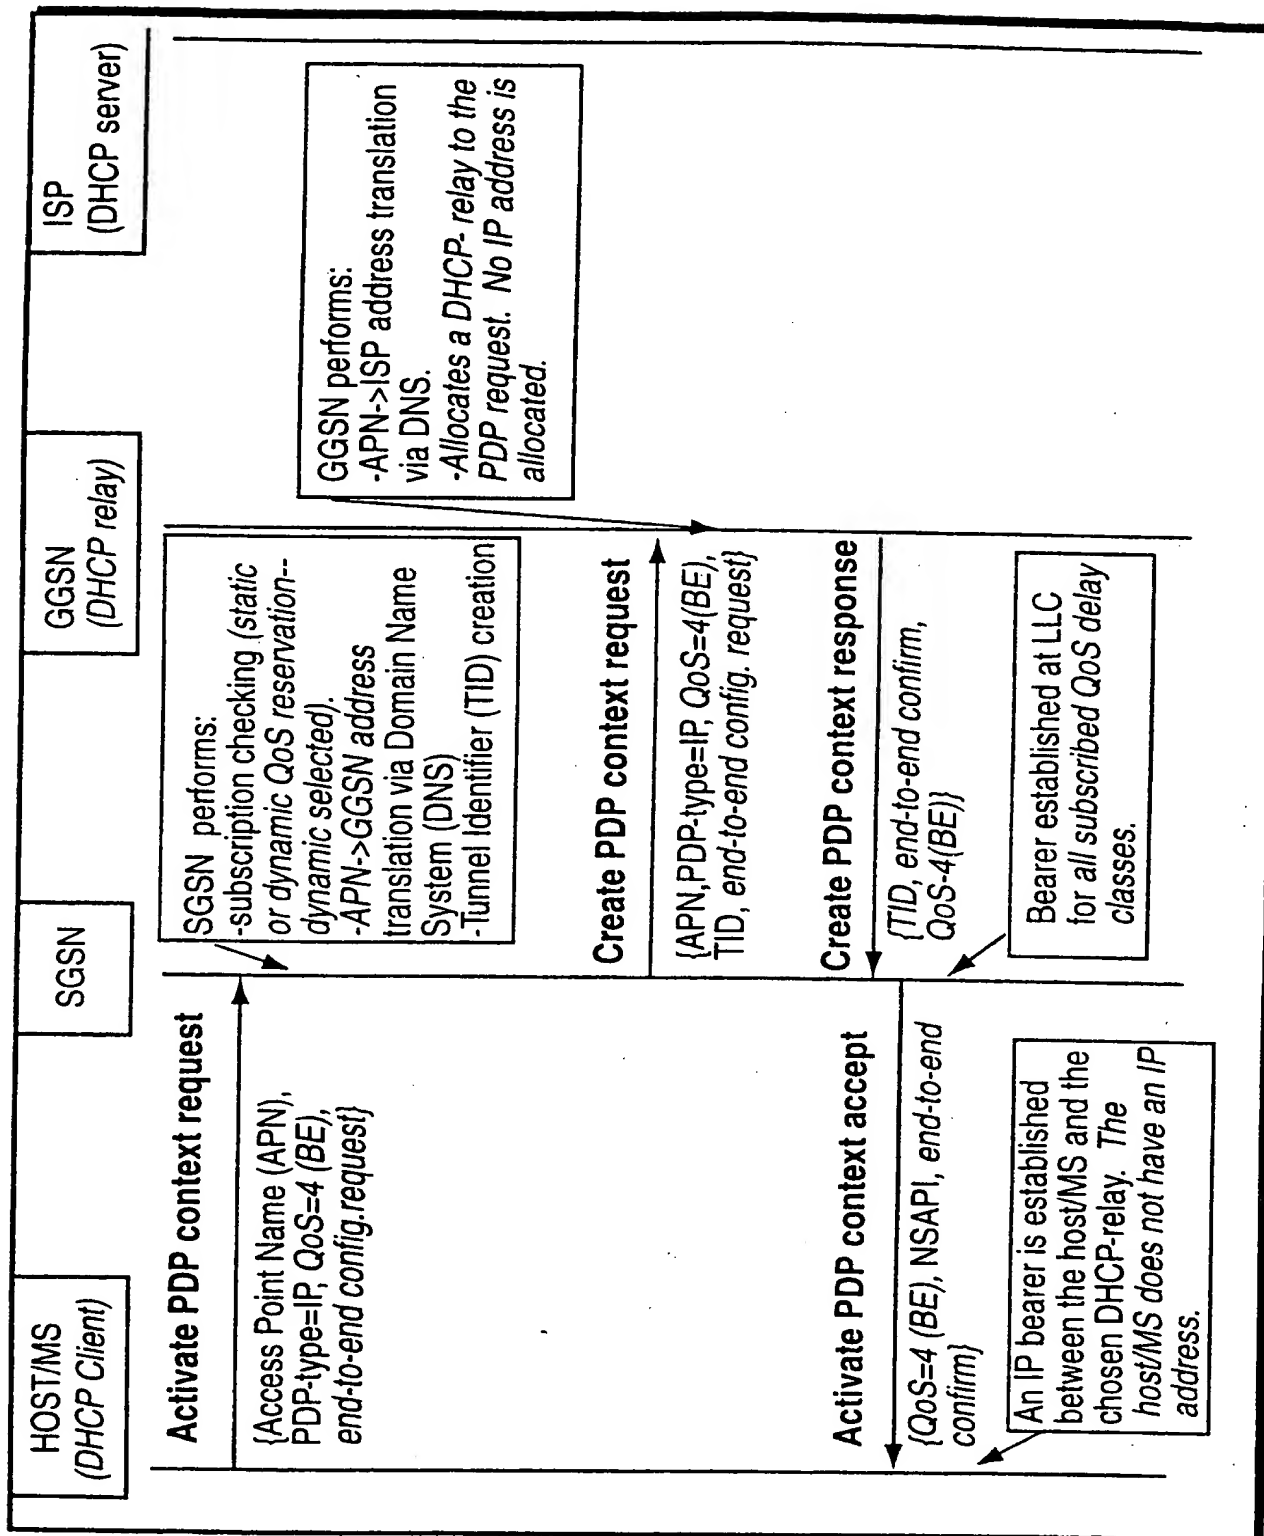 HOST/MS
(DHCP Client)
SGSN
GGSN
(DHCP relay)
ISP
(DHCP server)
Activate PDP context request
{Access Point Name (APN),
PDP-type=IP, QoS=4 (BE),
end-to-end config.request}
SGSN performs:
-subscription checking (static
or dynamic QoS reservation--
dynamic selected).
-APN->GGSN address
translation via Domain Name
System (DNS)
-Tunnel Identifier (TID) creation
Create PDP context request
{APN,PDP-type=IP, QoS=4(BE),
TID, end-to-end config. request}
GGSN performs:
-APN->ISP address translation
via DNS.
-Allocates a DHCP- relay to the
PDP request. No IP address is
allocated.
Create PDP context response
{TID, end-to-end confirm,
QoS-4(BE)}
Bearer established at LLC
for all subscribed QoS delay
classes.
Activate PDP context accept
{QoS=4 (BE), NSAPI, end-to-end
confirm}
An IP bearer is established
between the host/MS and the
chosen DHCP-relay. The
host/MS does not have an IP
address.